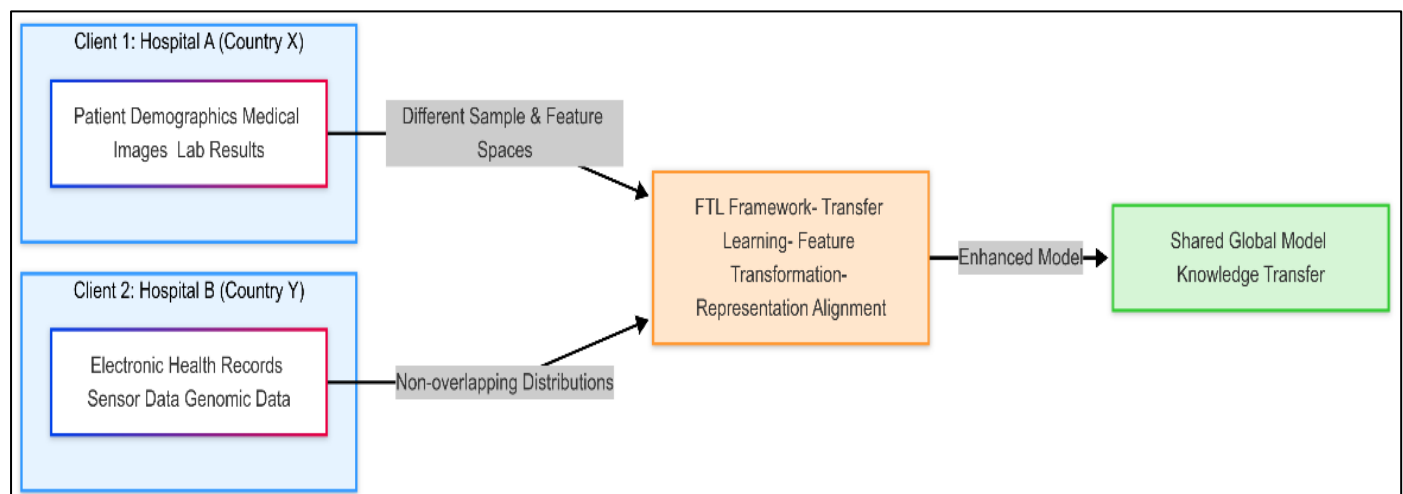 Client 1: Hospital A (Country X)
Patient Demographics Medical
Images Lab Results
Different Sample & Feature
Spaces
FTL Framework- Transfer
Learning- Feature
Transformation-
Representation Alignment
Enhanced Model
Shared Global Model
Knowledge Transfer
Client 2: Hospital B (Country Y)
Electronic Health Records
Sensor Data Genomic Data
Non-overlapping Distributions